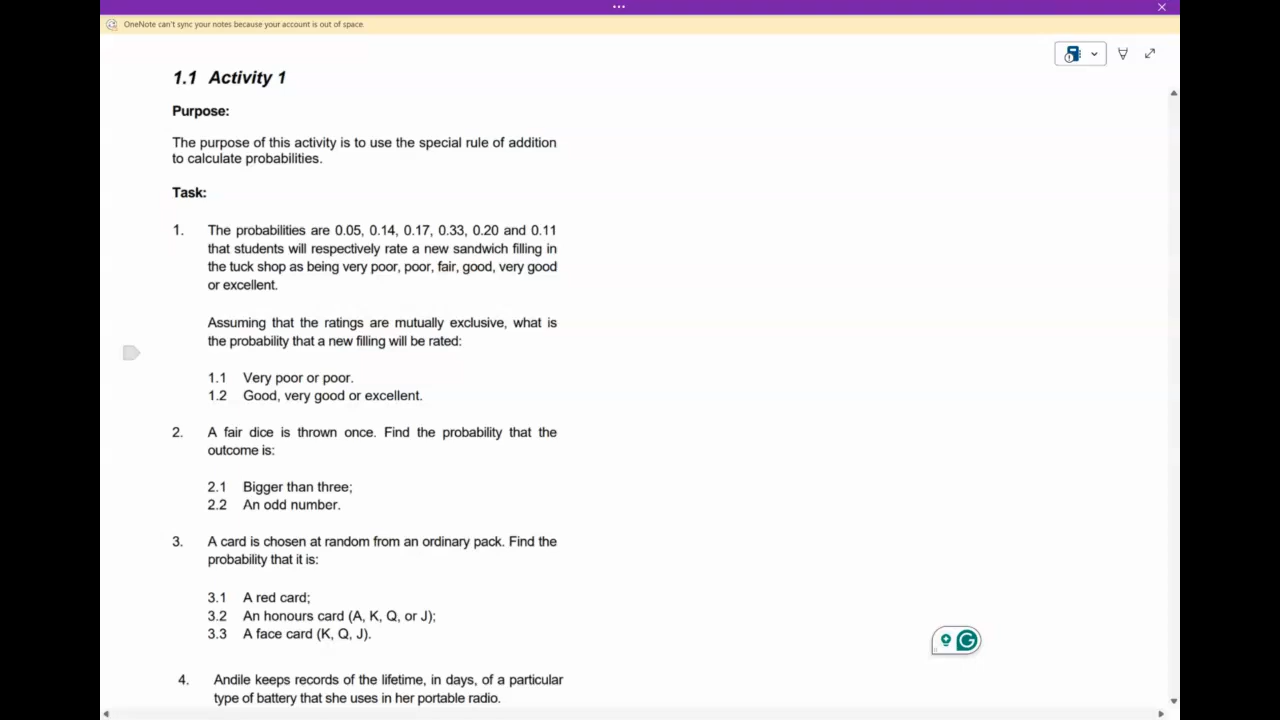 OneNote can't sync your notes because your account is out of space.
1.1 Activity 1
Purpose:
The purpose of this activity is to use the special rule of addition
to calculate probabilities.
Task:
1. The probabilities are 0.05, 0.14, 0.17, 0.33, 0.20 and 0.11
that students will respectively rate a new sandwich filling in
the tuck shop as being very poor, poor, fair, good, very good
or excellent.
Assuming that the ratings are mutually exclusive, what is
the probability that a new filling will be rated:
1.1 Very poor or poor.
1.2 Good, very good or excellent.
2. A fair dice is thrown once. Find the probability that the
outcome is:
2.1 Bigger than three;
2.2 An odd number.
3. A card is chosen at random from an ordinary pack. Find the
probability that it is:
3.1 A red card;
3.2 An honours card (A, K, Q, or J);
3.3 A face card (K, Q, J).
4. Andile keeps records of the lifetime, in days, of a particular
type of battery that she uses in her portable radio.